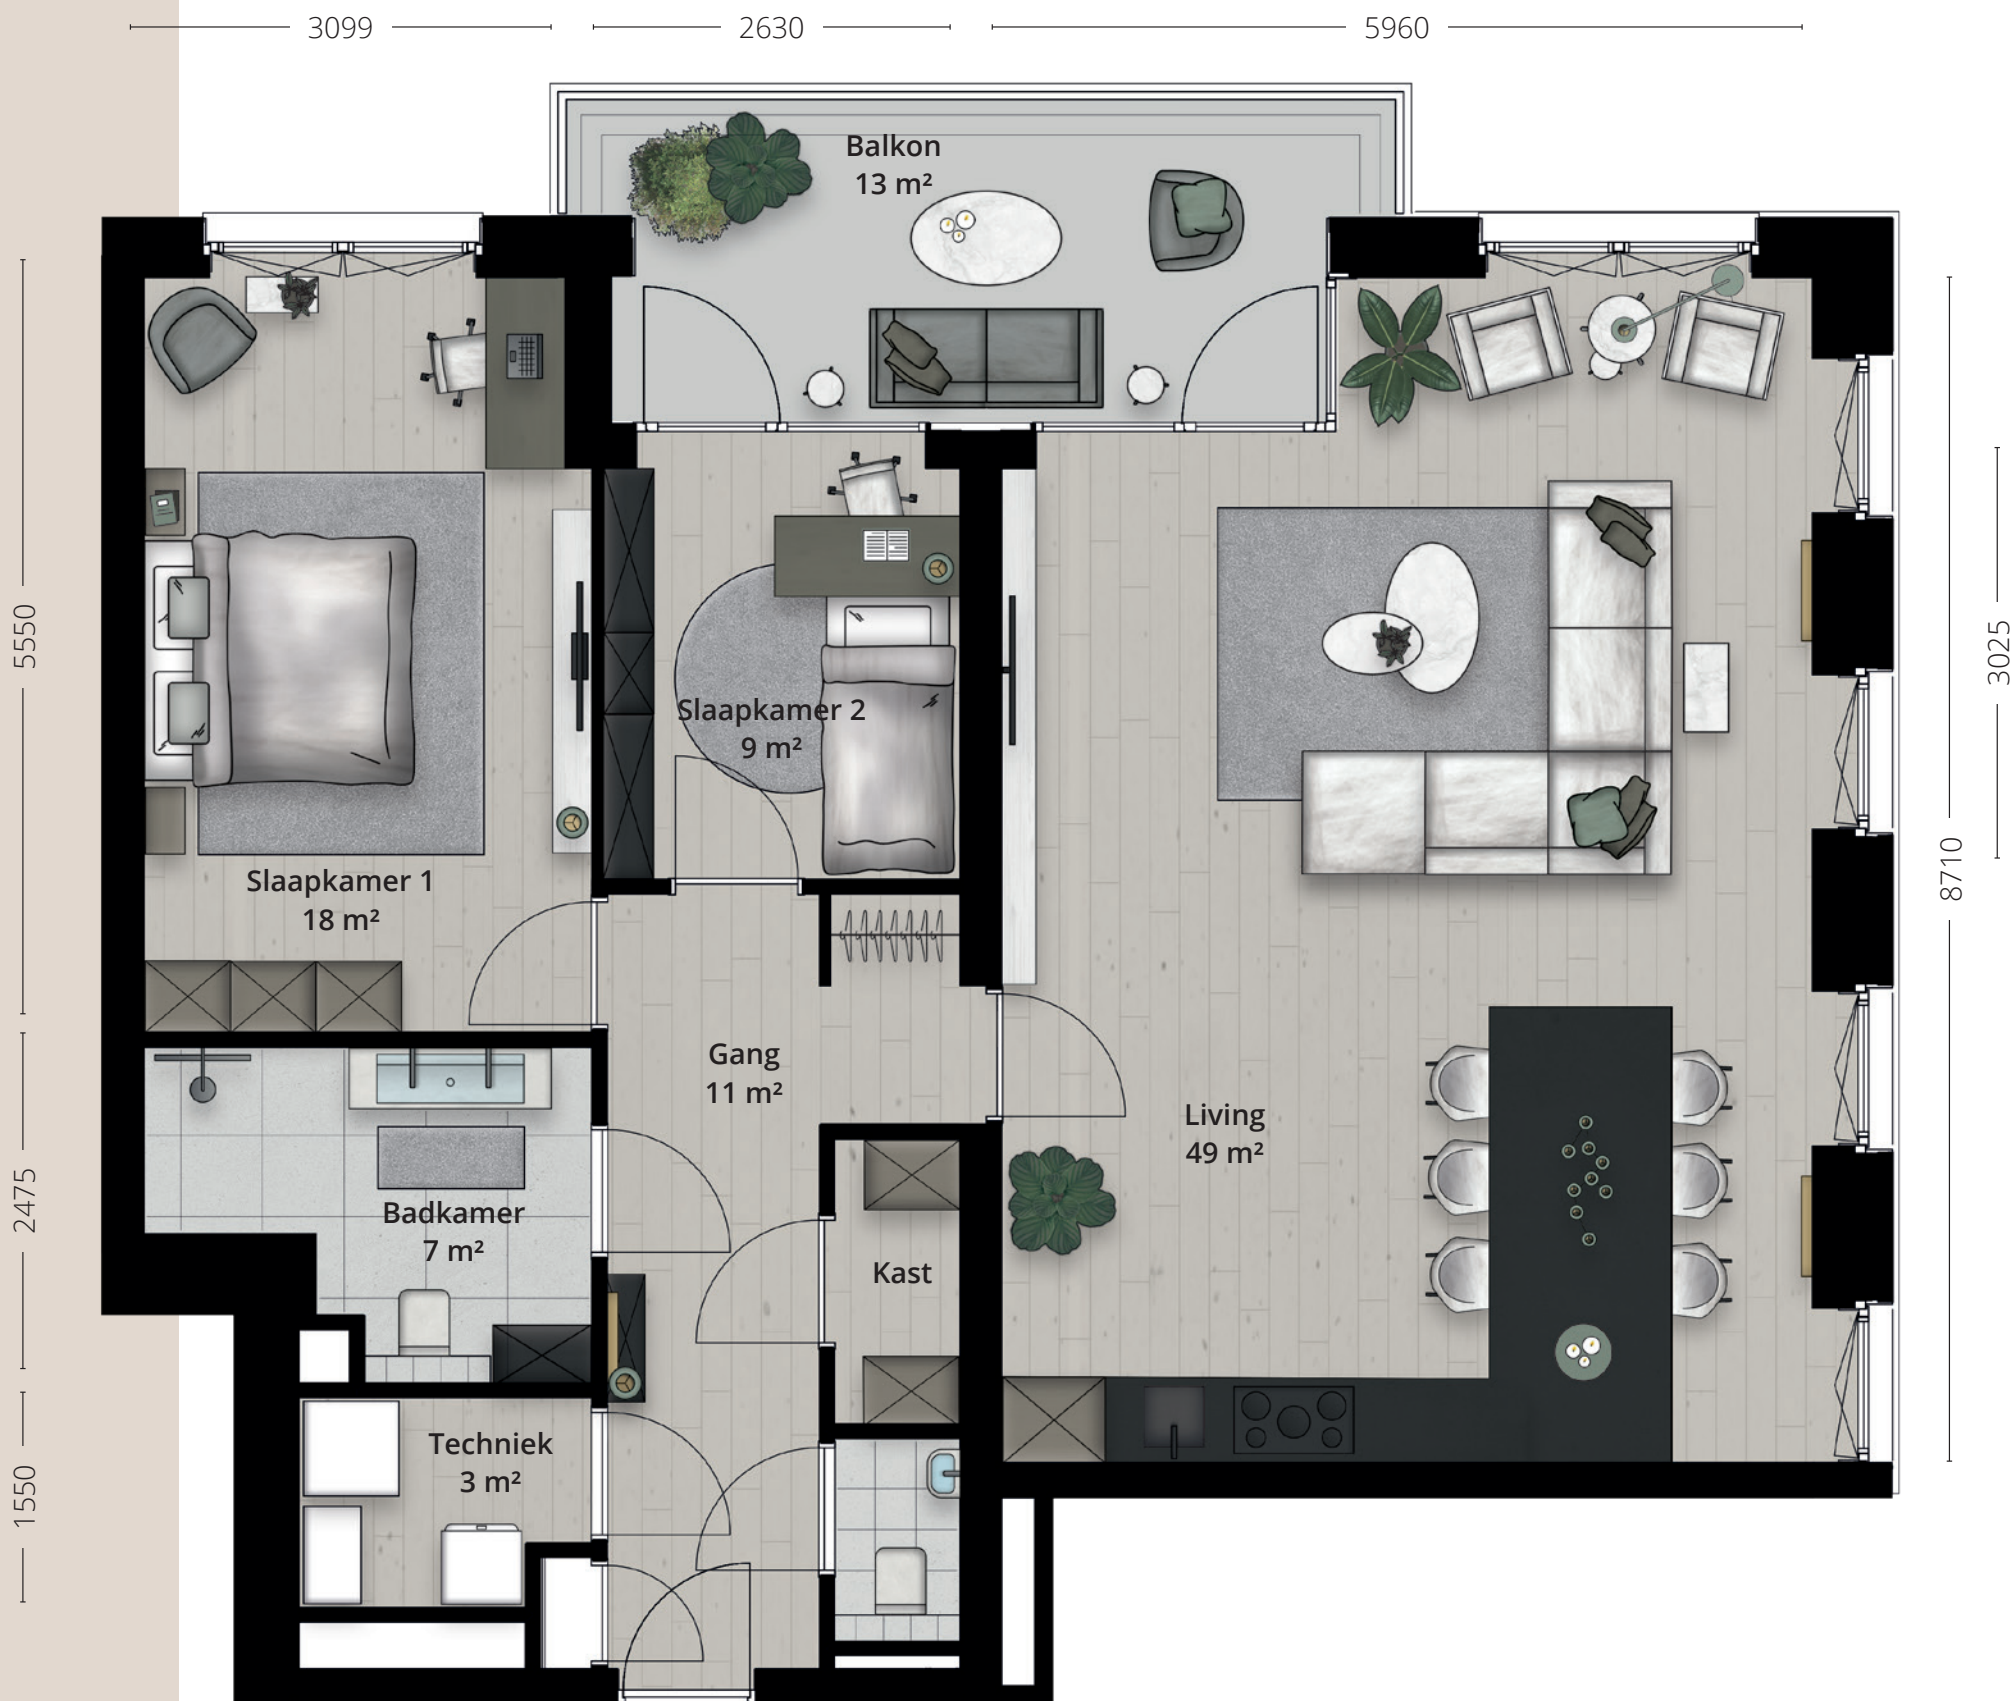 3099
2630
5960
Balkon
13 m²
5550
Slaapkamer 2
9 m²
3025
8710
Slaapkamer 1
18 m²
Gang
11 m²
Living
49 m²
2475
Badkamer
7 m²
Kast
Techniek
3 m²
1550